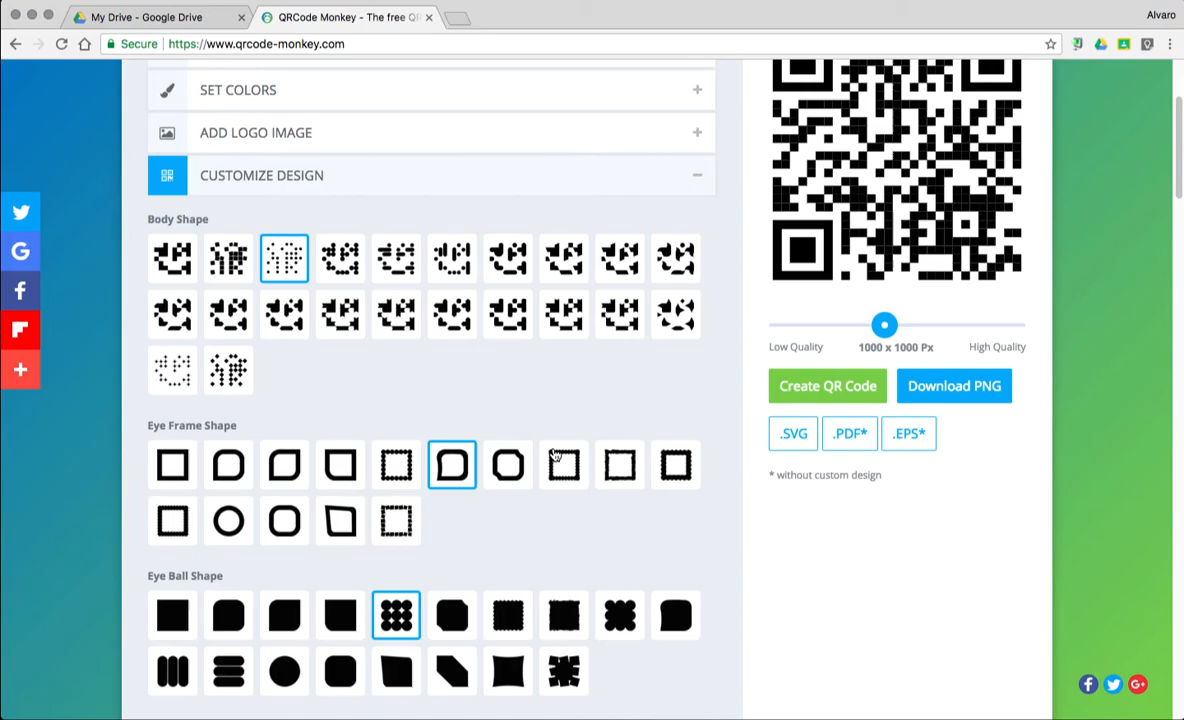 My Drive - Google Drive
QRCode Monkey - The free QR
Alvaro
Secure
https://www.qrcode-monkey.com
SET COLORS
ADD LOGO IMAGE
CUSTOMIZE DESIGN
Body Shape
Eye Frame Shape
Eye Ball Shape
Low Quality
1000 x 1000 Px
High Quality
Create QR Code
Download PNG
.SVG
.PDF*
.EPS*
* without custom design